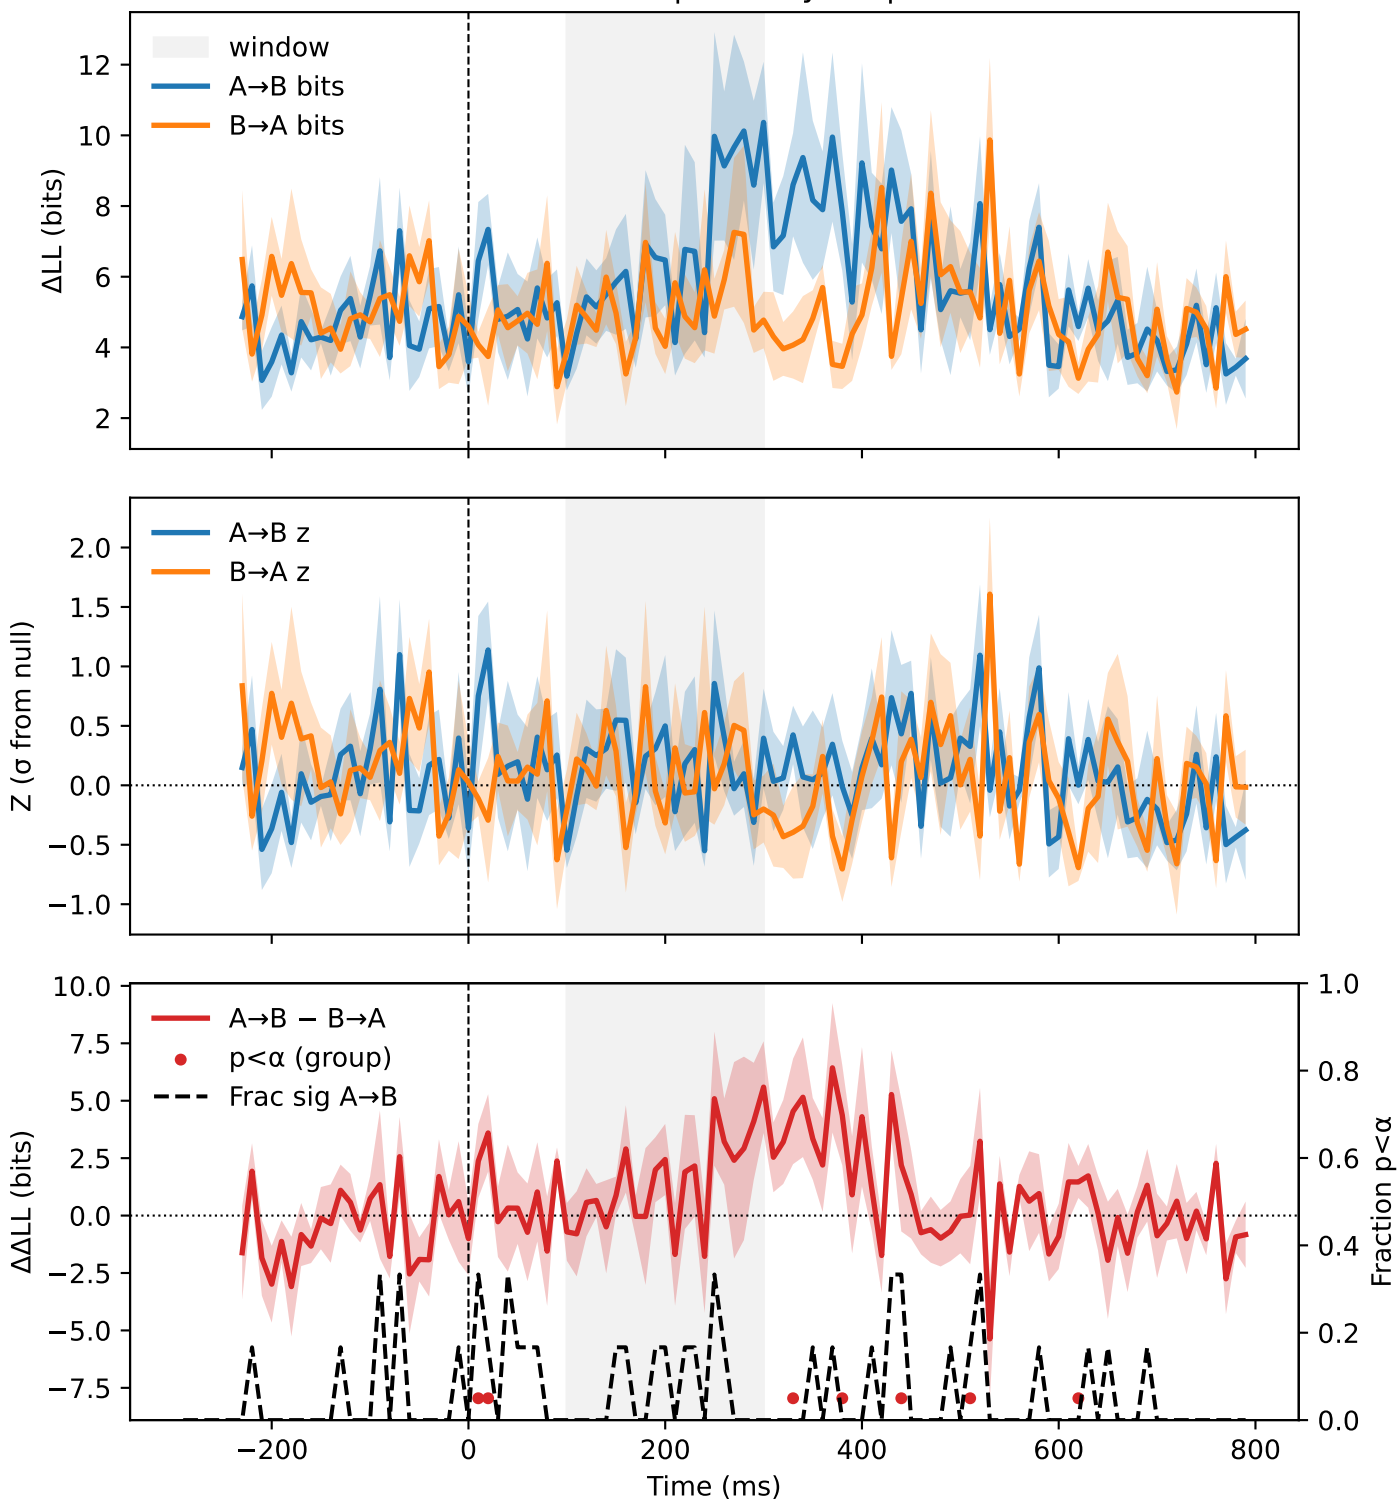 window
A→B bits
B→A bits
12
10
8
6
4
2
ΔLL (bits)
A→B z
B→A z
2.0
1.5
1.0
0.5
0.0
−0.5
−1.0
Z (σ from null)
A→B − B→A
p<α (group)
Frac sig A→B
10.0
7.5
5.0
2.5
0.0
−2.5
−5.0
−7.5
ΔΔLL (bits)
1.0
0.8
0.6
0.4
0.2
0.0
Fraction p<α
−200 0 200 400 600 800
Time (ms)